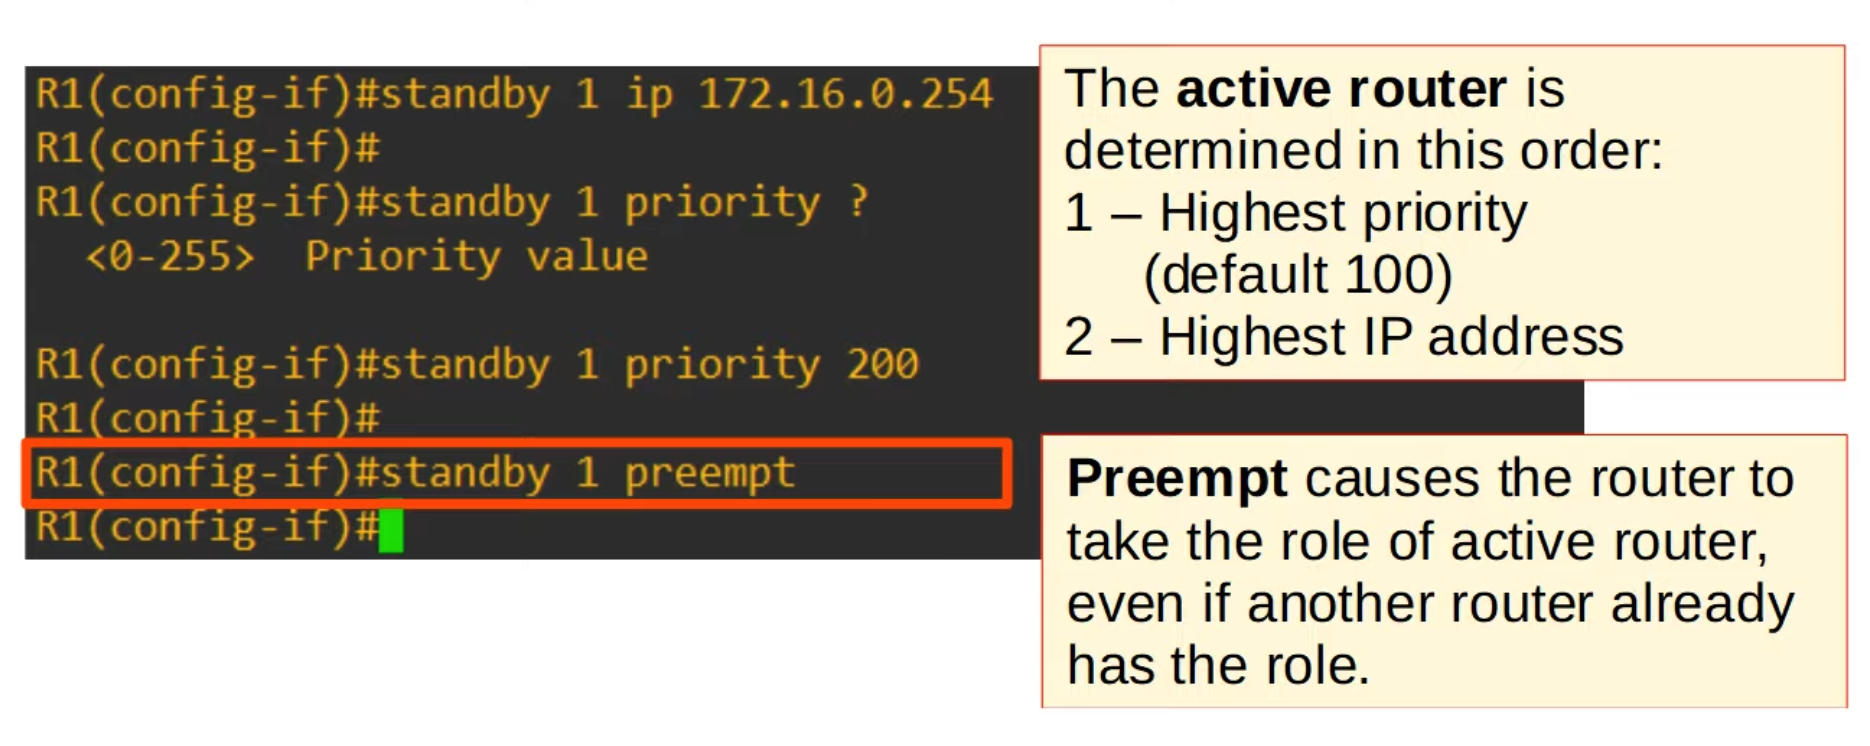 R1(config-if)#standby 1 ip 172.16.0.254
R1(config-if)#
R1(config-if)#standby 1 priority ?
  <0-255>  Priority value
R1(config-if)#standby 1 priority 200
R1(config-if)#
R1(config-if)#standby 1 preempt
R1(config-if)#
The active router is
determined in this order:
1 – Highest priority
(default 100)
2 – Highest IP address
Preempt causes the router to
take the role of active router,
even if another router already
has the role.